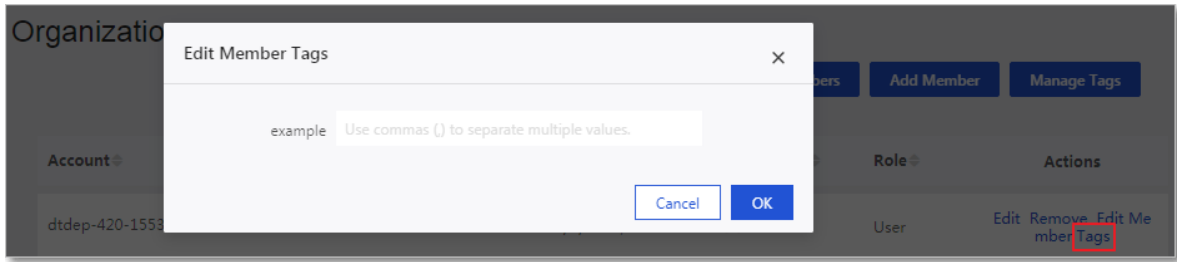 Organizatio
Edit Member Tags
bers
Add Member
Manage Tags
example
Use commas (,) to separate multiple values.
Account
Role
Actions
Cancel
OK
dtdep-420-1553
User
Edit Remove Edit Me
mber Tags